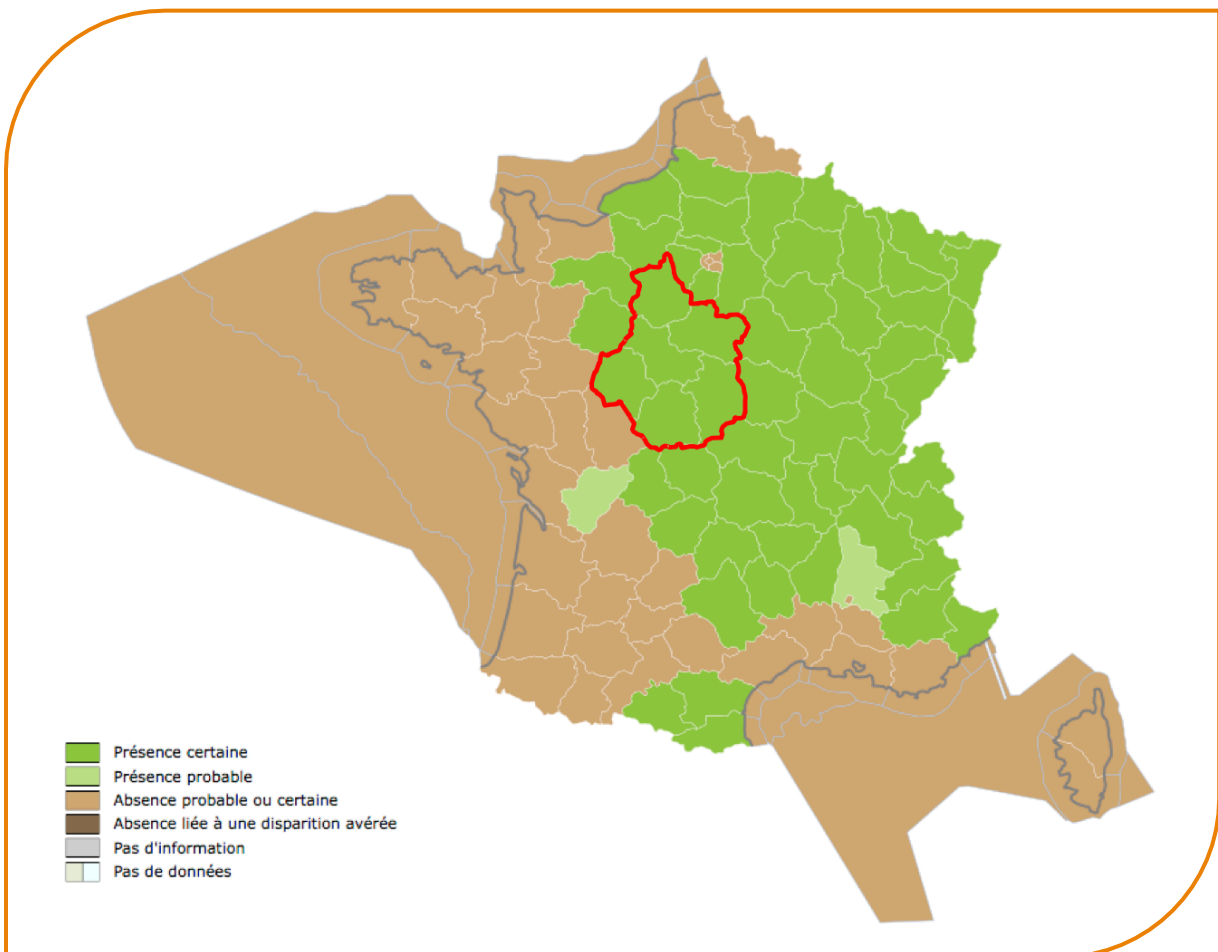 Présence certaine
Présence probable
Absence probable ou certaine
Absence liée à une disparition avérée
Pas d'information
Pas de données